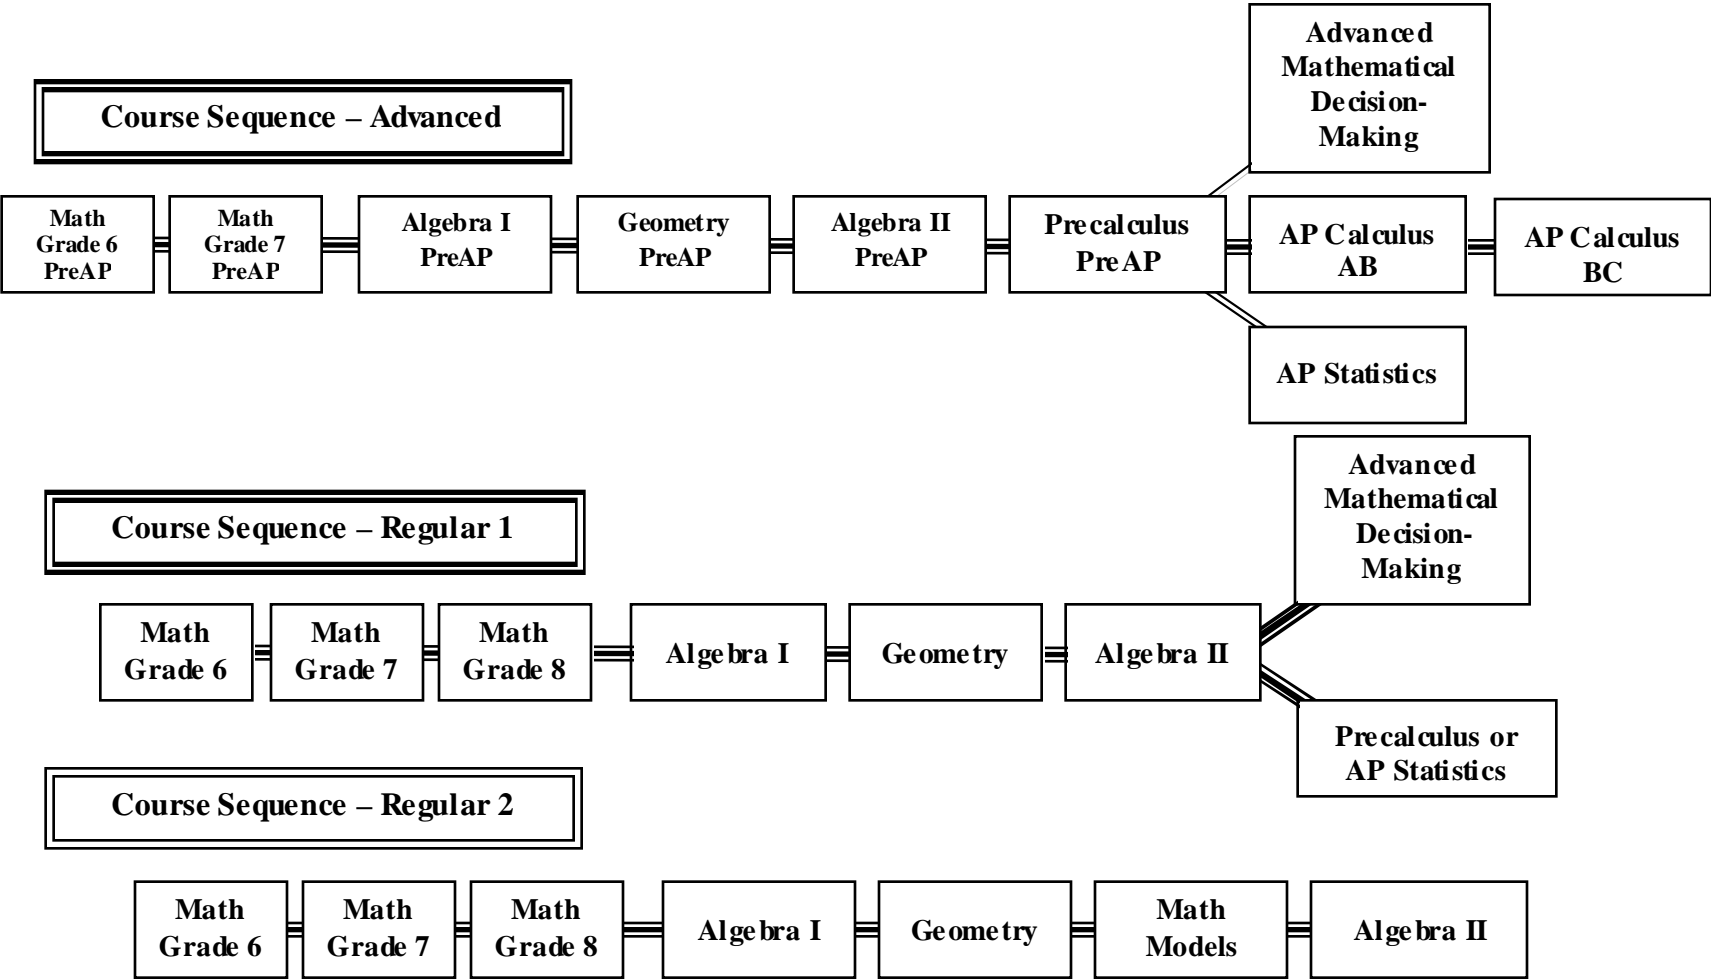 Advanced
Mathematical
Decision-
Making
Course Sequence – Advanced
Math
Grade 6
PreAP
Math
Grade 7
PreAP
Algebra I
PreAP
Geometry
PreAP
Algebra II
PreAP
Precalculus
PreAP
AP Calculus
AB
AP Calculus
BC
AP Statistics
Course Sequence – Regular 1
Advanced
Mathematical
Decision-
Making
Math
Grade 6
Math
Grade 7
Math
Grade 8
Algebra I
Geometry
Algebra II
Precalculus or
AP Statistics
Course Sequence – Regular 2
Math
Grade 6
Math
Grade 7
Math
Grade 8
Algebra I
Geometry
Math
Models
Algebra II